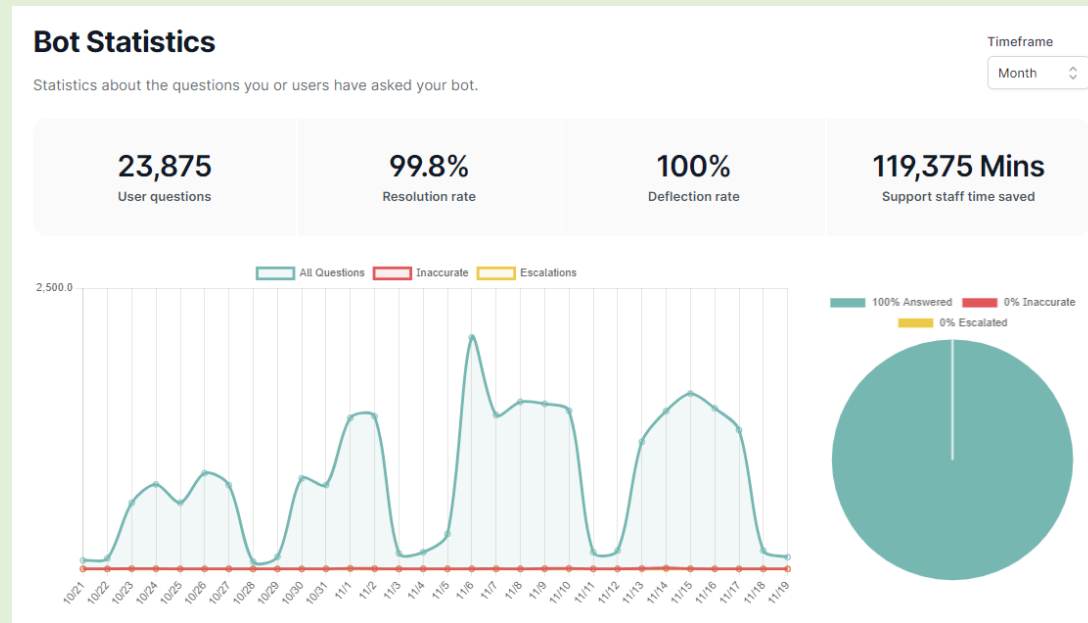 Bot Statistics
Timeframe
Month
Statistics about the questions you or users have asked your bot.
23,875
User questions
99.8%
Resolution rate
100%
Deflection rate
119,375 Mins
Support staff time saved
All Questions Inaccurate Escalations
2,500.0
10/21 10/22 10/23 10/24 10/25 10/26 10/27 10/28 10/29 10/30 10/31 11/1 11/2 11/3 11/4 11/5 11/6 11/7 11/8 11/9 11/10 11/11 11/12 11/13 11/14 11/15 11/16 11/17 11/18 11/19
100% Answered 0% Inaccurate
0% Escalated